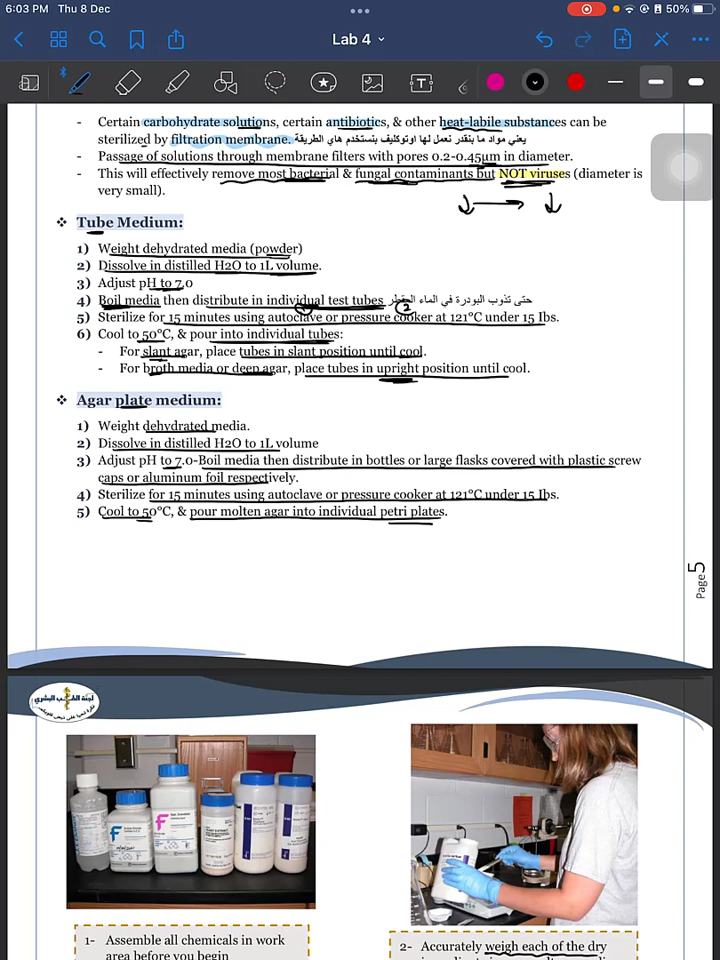 6:03 PM Thu 8 Dec
50%
Lab 4
- Certain carbohydrate solutions, certain antibiotics, & other heat-labile substances can be
sterilized by filtration membrane. يعني مواد ما بنقدر نعمل لها اوتوكليف بنستخدم هاي الطريقة
- Passage of solutions through membrane filters with pores 0.2-0.45µm in diameter.
- This will effectively remove most bacterial & fungal contaminants but NOT viruses (diameter is
very small).
❖ Tube Medium:
1) Weight dehydrated media (powder)
2) Dissolve in distilled H2O to 1L volume.
3) Adjust pH to 7.0
4) Boil media then distribute in individual test tubes حتى تذوب البودرة في الماء المقطر
1 2
5) Sterilize for 15 minutes using autoclave or pressure cooker at 121°C under 15 Ibs.
6) Cool to 50°C, & pour into individual tubes:
- For slant agar, place tubes in slant position until cool.
- For broth media or deep agar, place tubes in upright position until cool.
❖ Agar plate medium:
1) Weight dehydrated media.
2) Dissolve in distilled H2O to 1L volume
3) Adjust pH to 7.0-Boil media then distribute in bottles or large flasks covered with plastic screw
caps or aluminum foil respectively.
4) Sterilize for 15 minutes using autoclave or pressure cooker at 121°C under 15 Ibs.
5) Cool to 50°C, & pour molten agar into individual petri plates.
Page 5
لجنة الطب البشري
1- Assemble all chemicals in work
area before you begin
2- Accurately weigh each of the dry